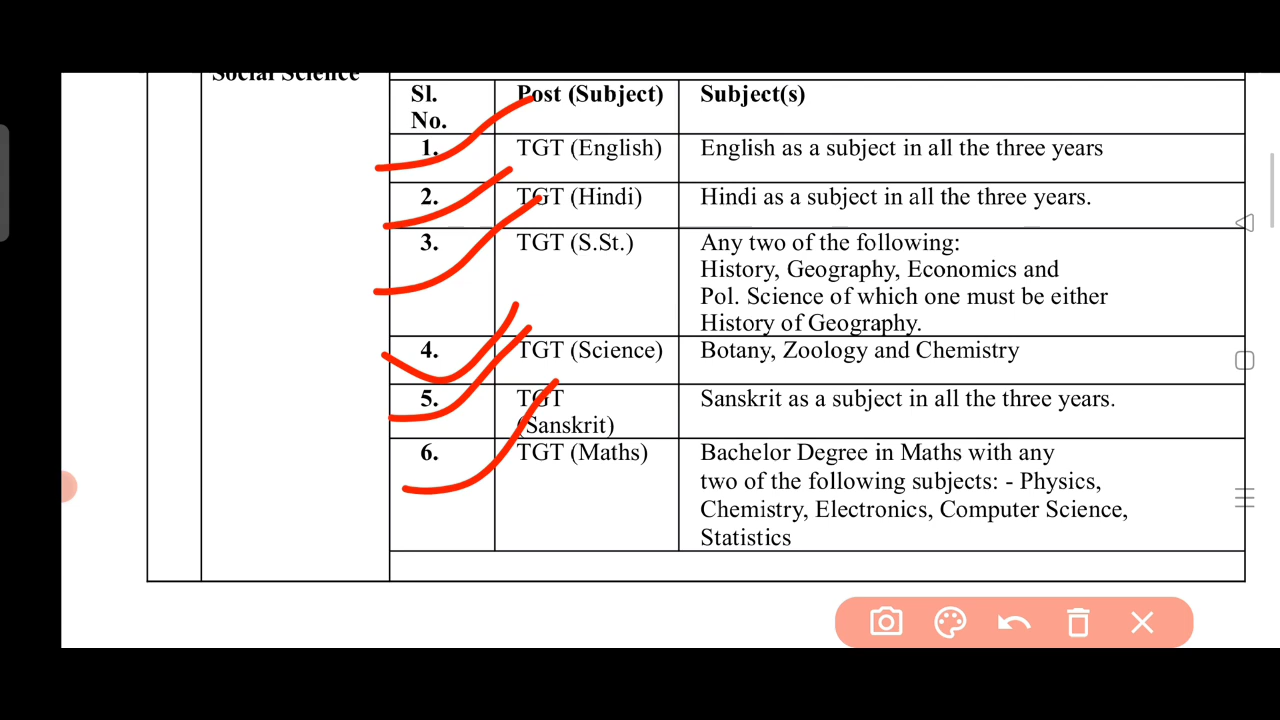 Social Science
Sl. Post (Subject) Subject(s)
No.
1. TGT (English) English as a subject in all the three years
2. TGT (Hindi) Hindi as a subject in all the three years.
3. TGT (S.St.) Any two of the following:
History, Geography, Economics and
Pol. Science of which one must be either
History of Geography.
4. TGT (Science) Botany, Zoology and Chemistry
5. TGT Sanskrit as a subject in all the three years.
(Sanskrit)
6. TGT (Maths) Bachelor Degree in Maths with any
two of the following subjects: - Physics,
Chemistry, Electronics, Computer Science,
Statistics